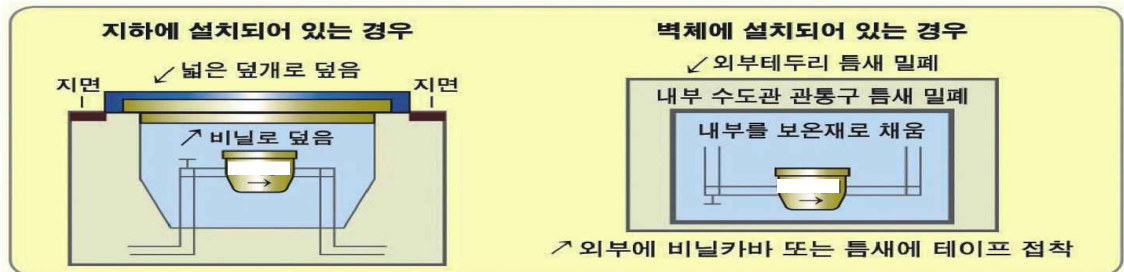 지하에 설치되어 있는 경우
↙ 넓은 덮개로 덮음
지면
지면
↗ 비닐로 덮음
→
벽체에 설치되어 있는 경우
↙ 외부테두리 틈새 밀폐
내부 수도관 관통구 틈새 밀폐
내부를 보온재로 채움
→
↗ 외부에 비닐카바 또는 틈새에 테이프 접착